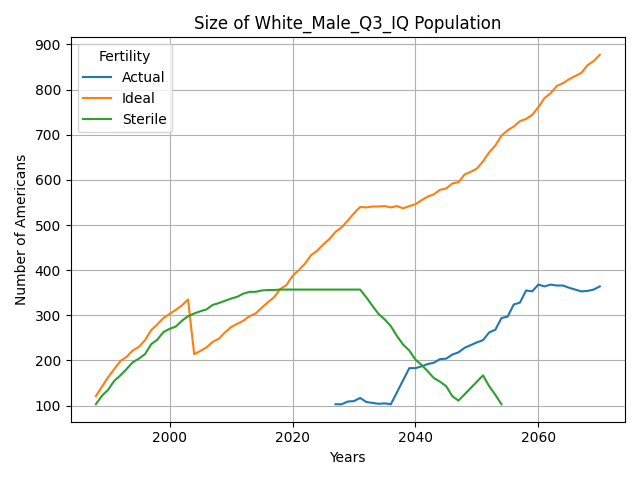 Size of White_Male_Q3_IQ Population
Fertility
Actual
Ideal
Sterile
Number of Americans
900
800
700
600
500
400
300
200
100
2000
2020
2040
2060
Years